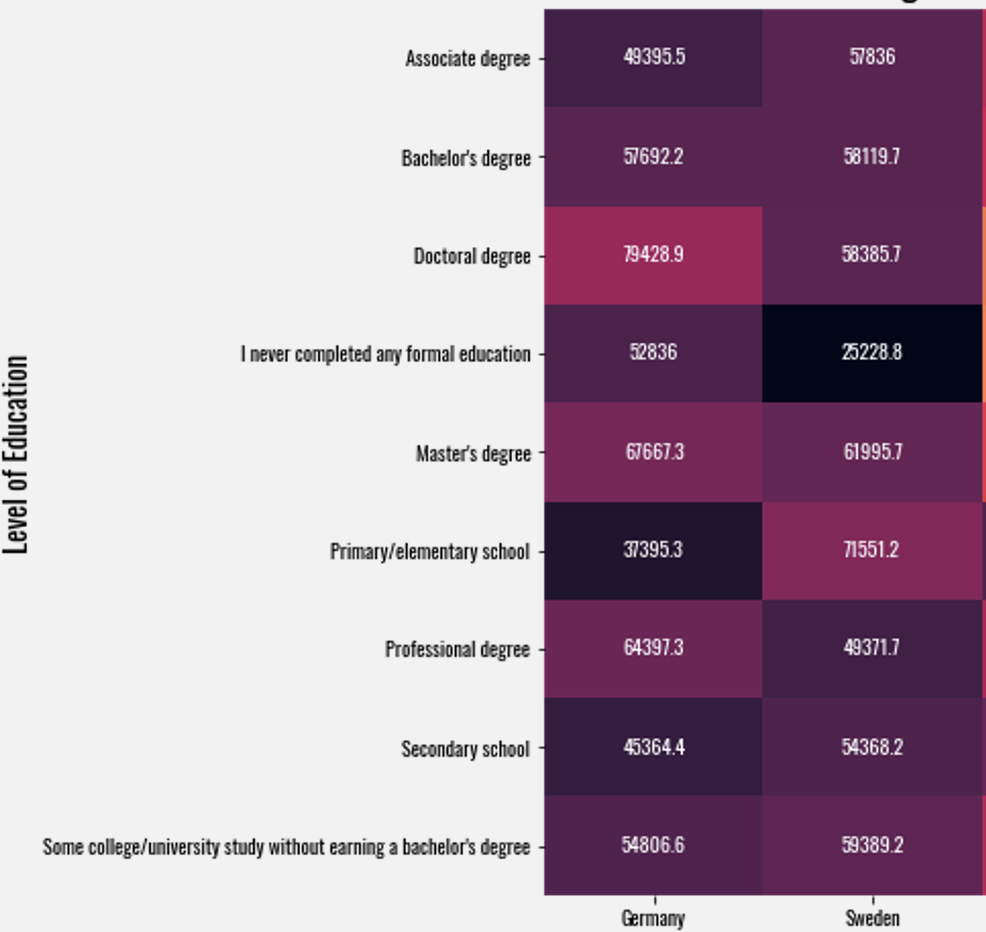 Associate degree 49395.5 57836
Bachelor's degree 57692.2 58119.7
Doctoral degree 79428.9 58385.7
I never completed any formal education 52836 25228.8
Master's degree 67667.3 61995.7
Primary/elementary school 37395.3 71551.2
Professional degree 64397.3 49371.7
Secondary school 45364.4 54368.2
Some college/university study without earning a bachelor's degree 54806.6 59389.2
Level of Education
Germany Sweden